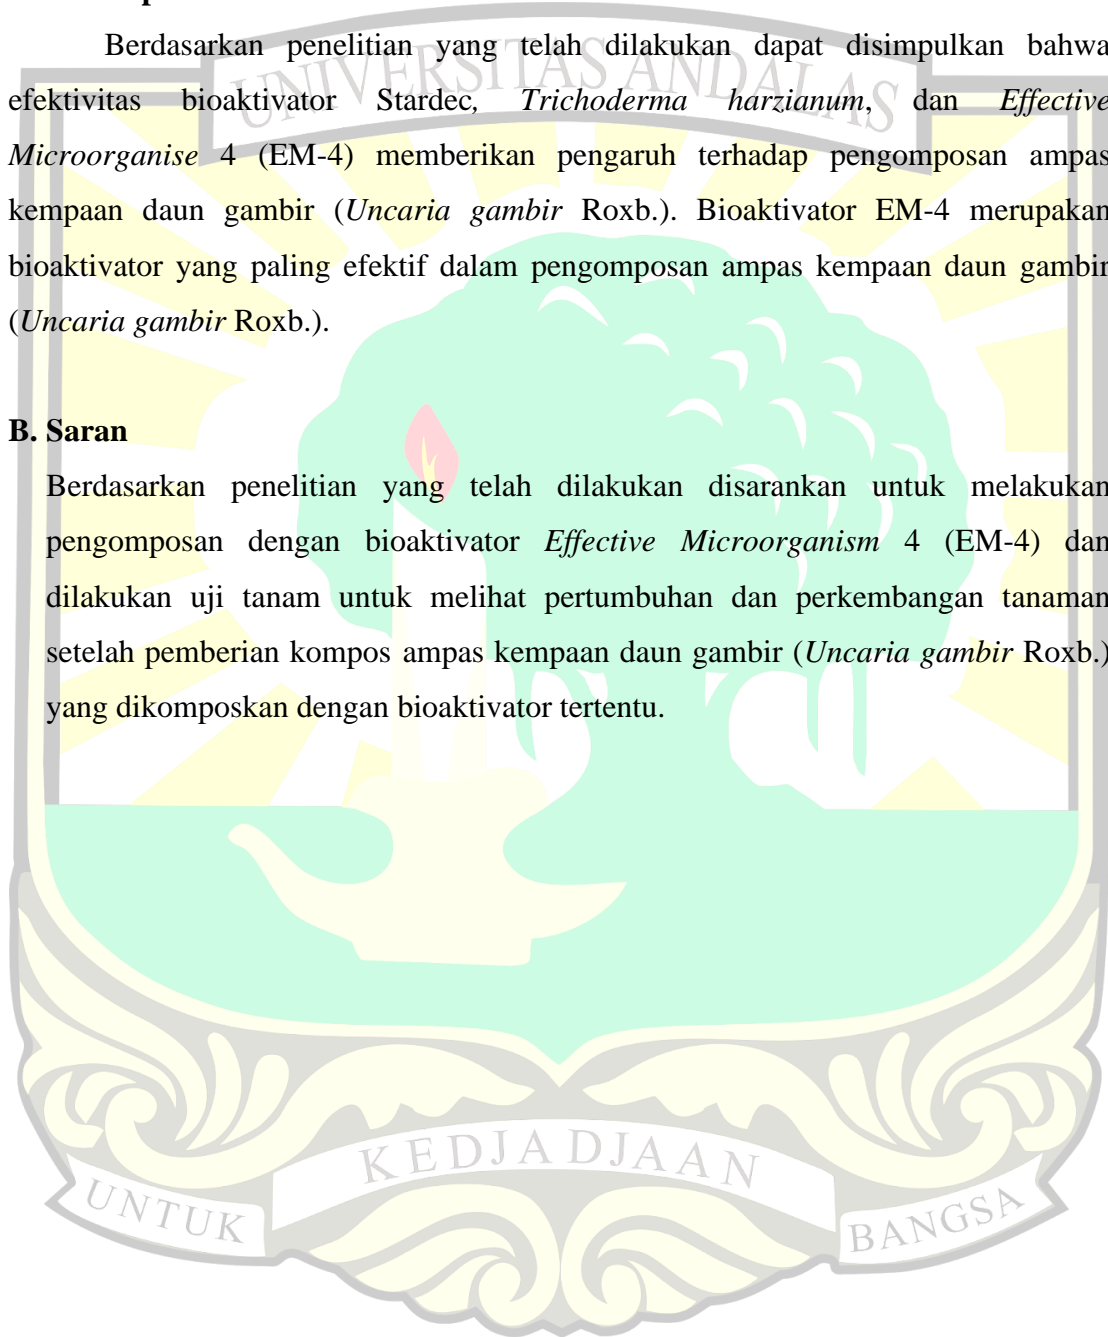 Berdasarkan penelitian yang telah dilakukan dapat disimpulkan bahwa
UNIVERSITAS ANDALAS
efektivitas bioaktivator Stardec, Trichoderma harzianum, dan Effective
Microorganise 4 (EM-4) memberikan pengaruh terhadap pengomposan ampas
kempaan daun gambir (Uncaria gambir Roxb.). Bioaktivator EM-4 merupakan
bioaktivator yang paling efektif dalam pengomposan ampas kempaan daun gambir
(Uncaria gambir Roxb.).
B. Saran
Berdasarkan penelitian yang telah dilakukan disarankan untuk melakukan
pengomposan dengan bioaktivator Effective Microorganism 4 (EM-4) dan
dilakukan uji tanam untuk melihat pertumbuhan dan perkembangan tanaman
setelah pemberian kompos ampas kempaan daun gambir (Uncaria gambir Roxb.)
yang dikomposkan dengan bioaktivator tertentu.
UNTUK KEDJADJAAN BANGSA